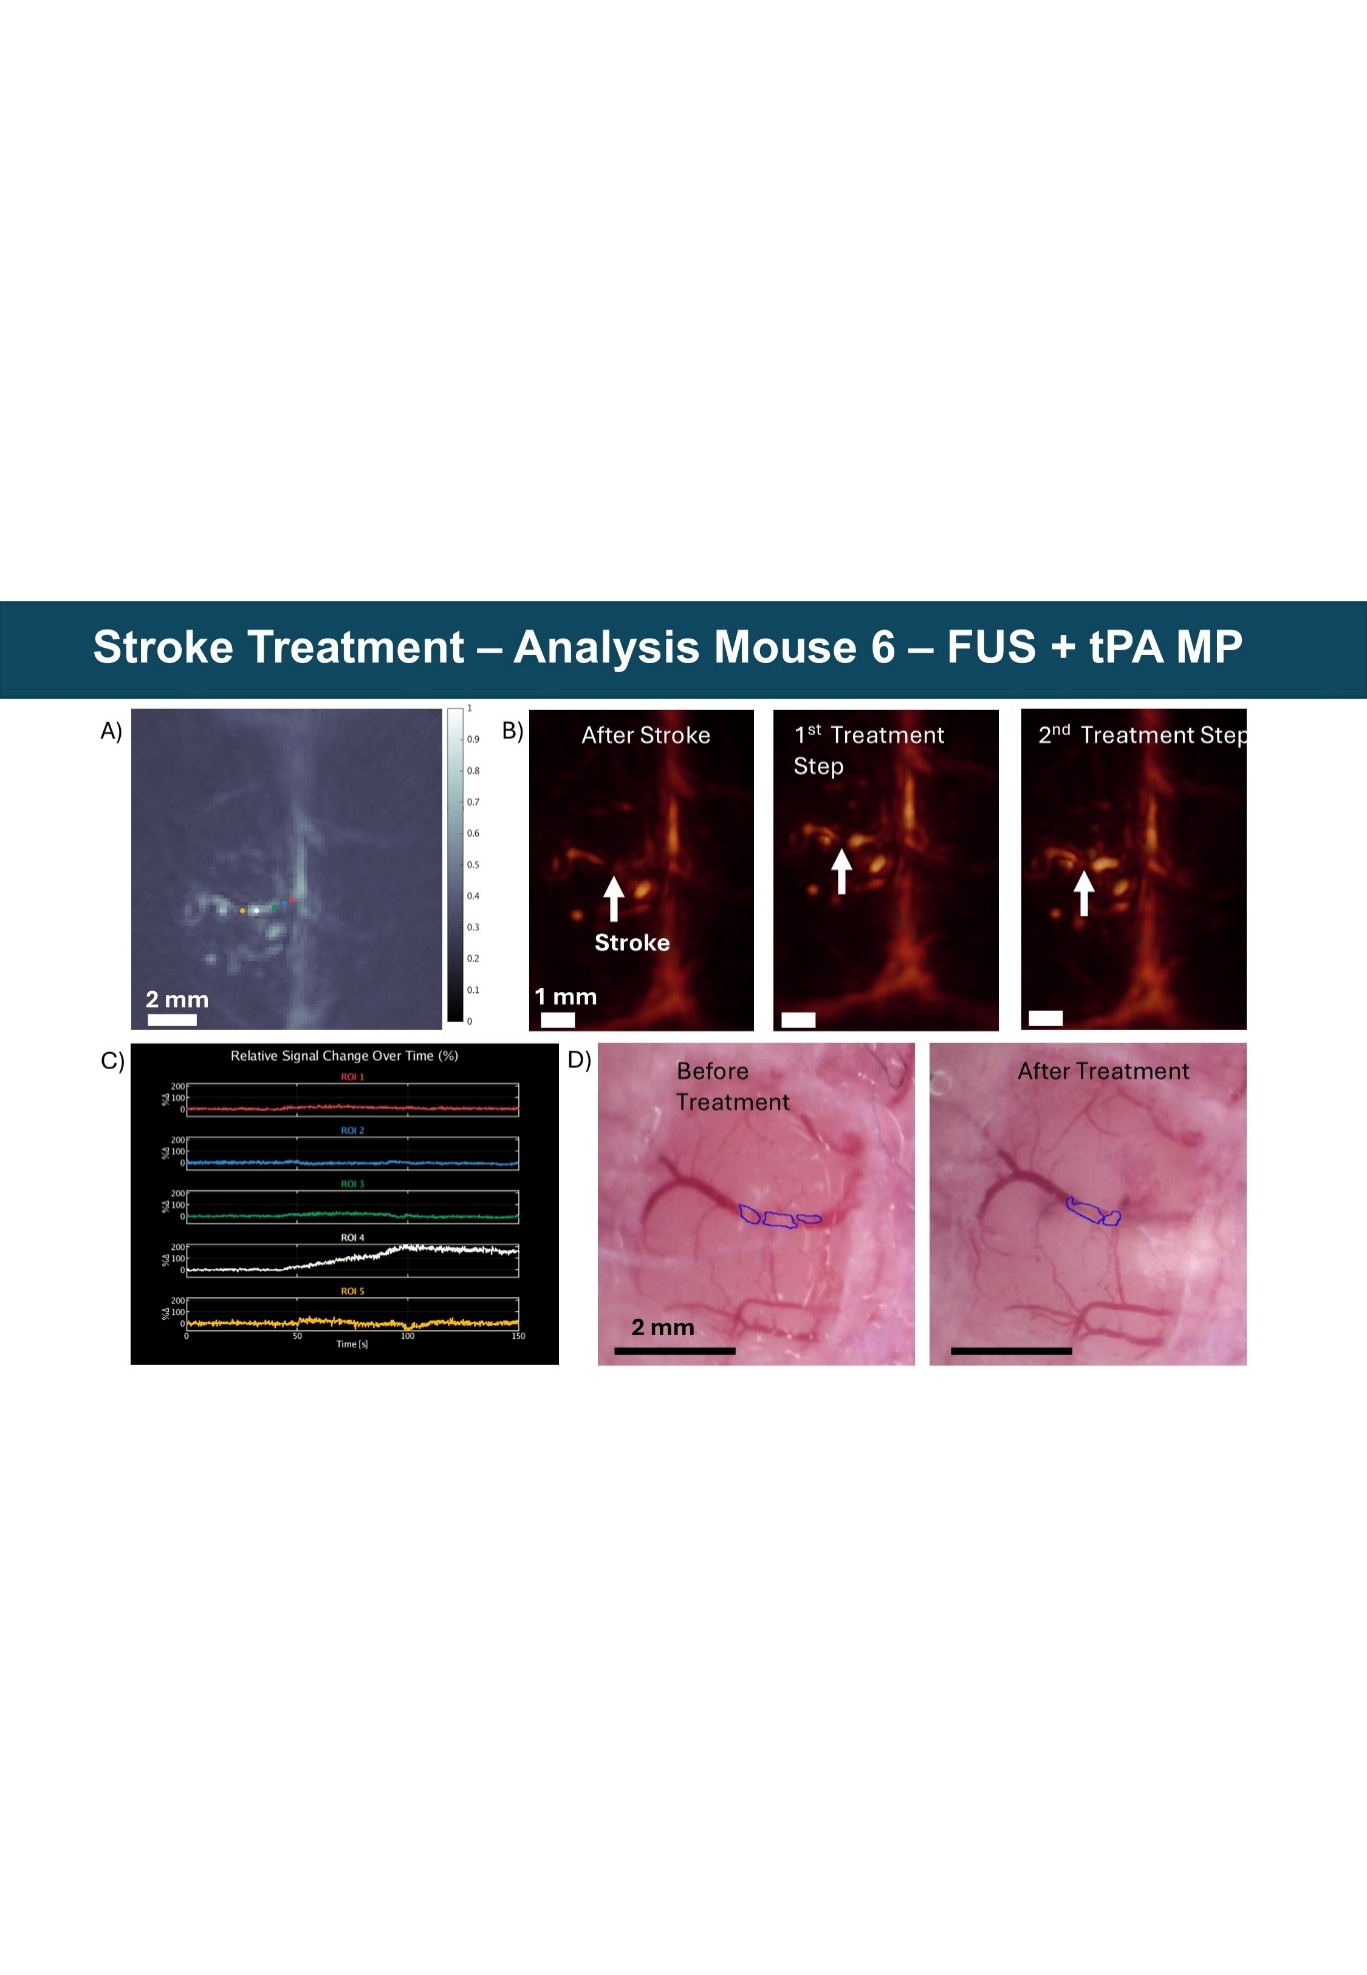 Stroke Treatment – Analysis Mouse 6 – FUS + tPA MP
A)
1
0.9
0.8
0.7
0.6
0.5
0.4
0.3
0.2
0.1
0
2 mm
B)
After Stroke
Stroke
1 mm
1st Treatment
Step
2nd Treatment Step
C)
Relative Signal Change Over Time (%)
ROI 1
200
100
0
%Δ
ROI 2
200
100
0
%Δ
ROI 3
200
100
0
%Δ
ROI 4
200
100
0
%Δ
ROI 5
200
100
0
%Δ
0 50 100 150
Time [s]
D)
Before
Treatment
2 mm
After Treatment